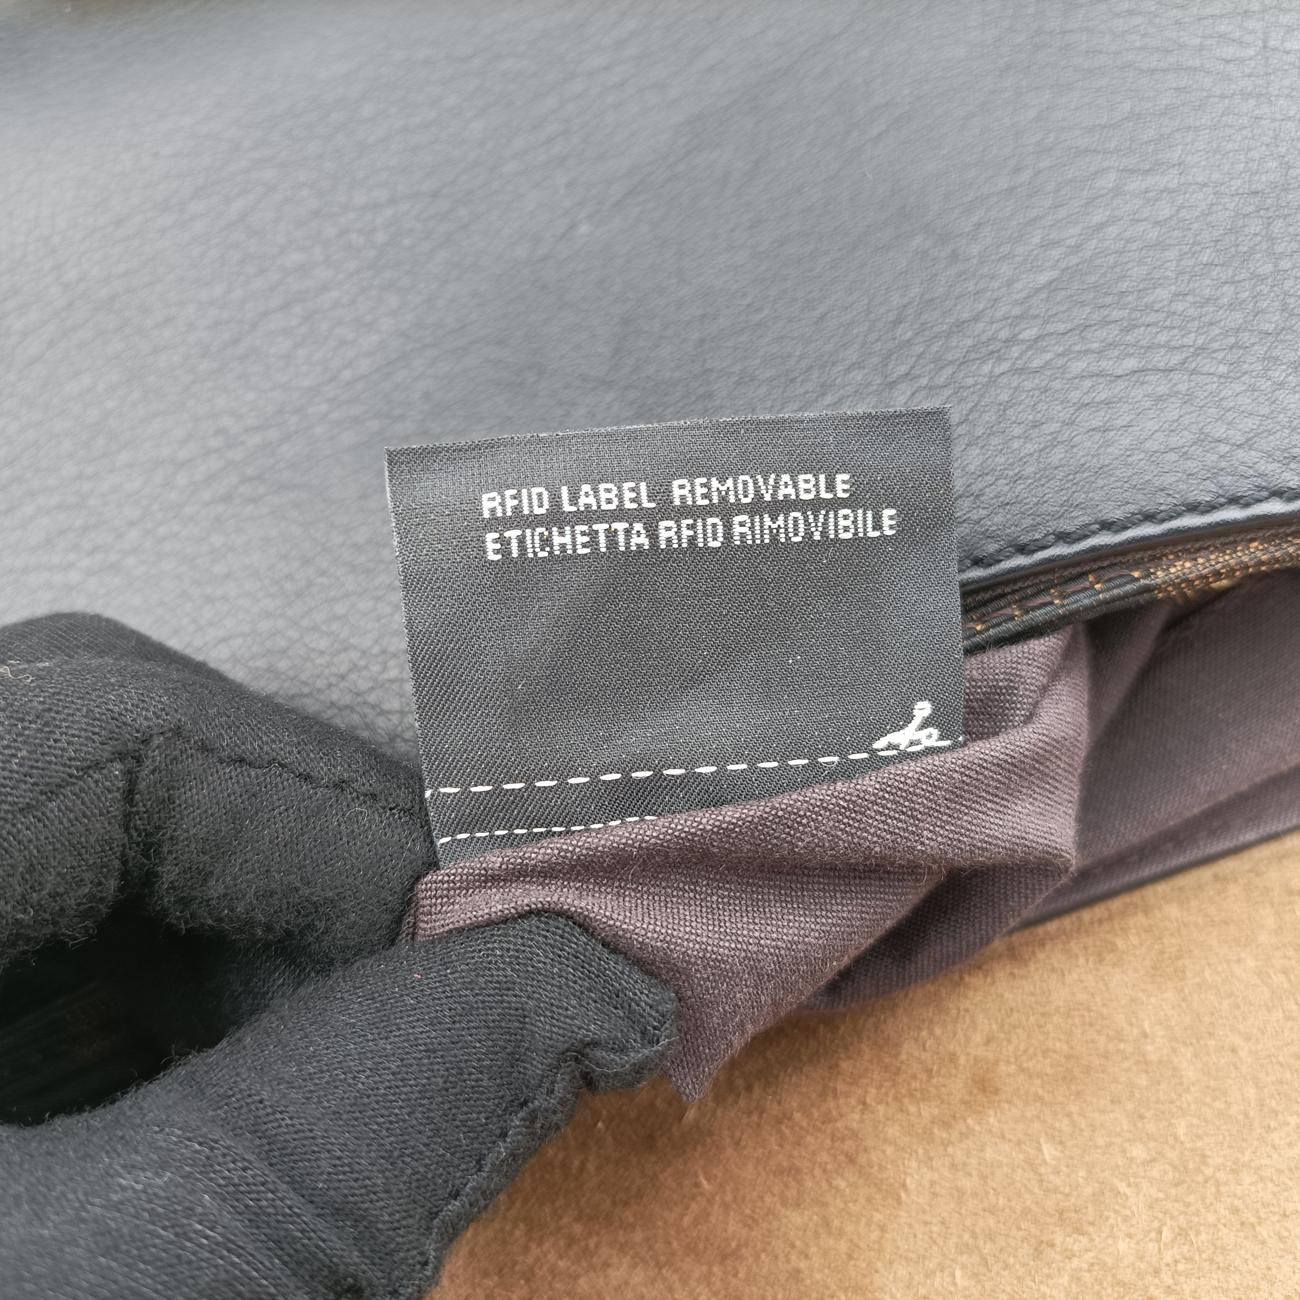 RFID LABEL REMOVABLE
ETICHETTA RFID RIMOVIBILE